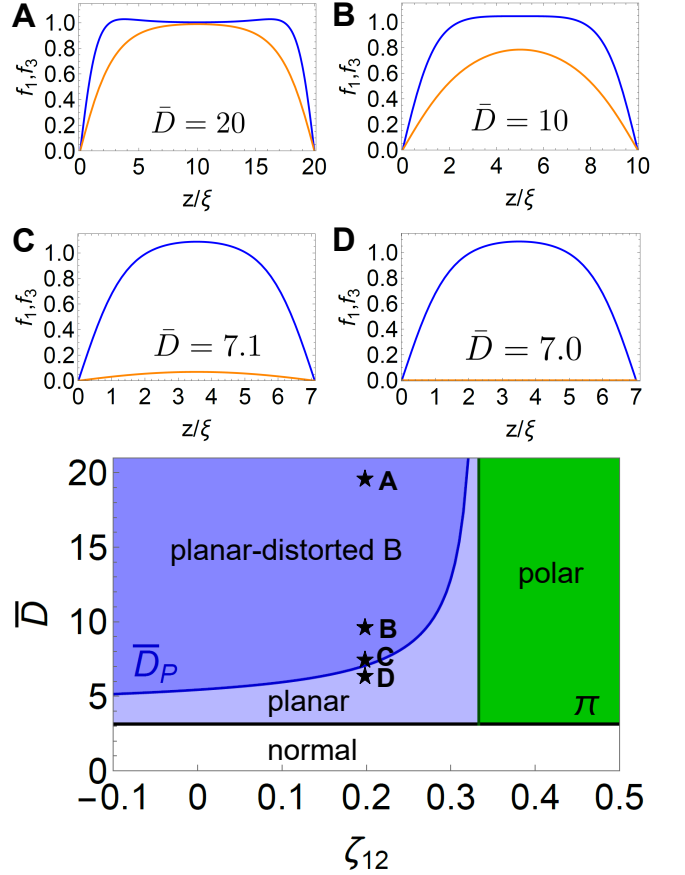 A
f₁,f₃
1.0
0.8
0.6
0.4
0.2
0.0
D̄ = 20
0 5 10 15 20
z/ξ
B
f₁,f₃
1.0
0.8
0.6
0.4
0.2
0.0
D̄ = 10
0 2 4 6 8 10
z/ξ
C
f₁,f₃
1.0
0.8
0.6
0.4
0.2
0.0
D̄ = 7.1
0 1 2 3 4 5 6 7
z/ξ
D
f₁,f₃
1.0
0.8
0.6
0.4
0.2
0.0
D̄ = 7.0
0 1 2 3 4 5 6 7
z/ξ
D̄
20
15
10
5
0
A
planar-distorted B
polar
B
C
D
D̄_P
planar
π
normal
−0.1 0 0.1 0.2 0.3 0.4 0.5
ζ₁₂